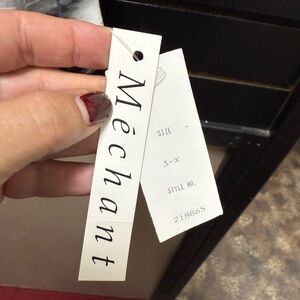 Méchant
SIZE
3-X
STYLE NO.
218865